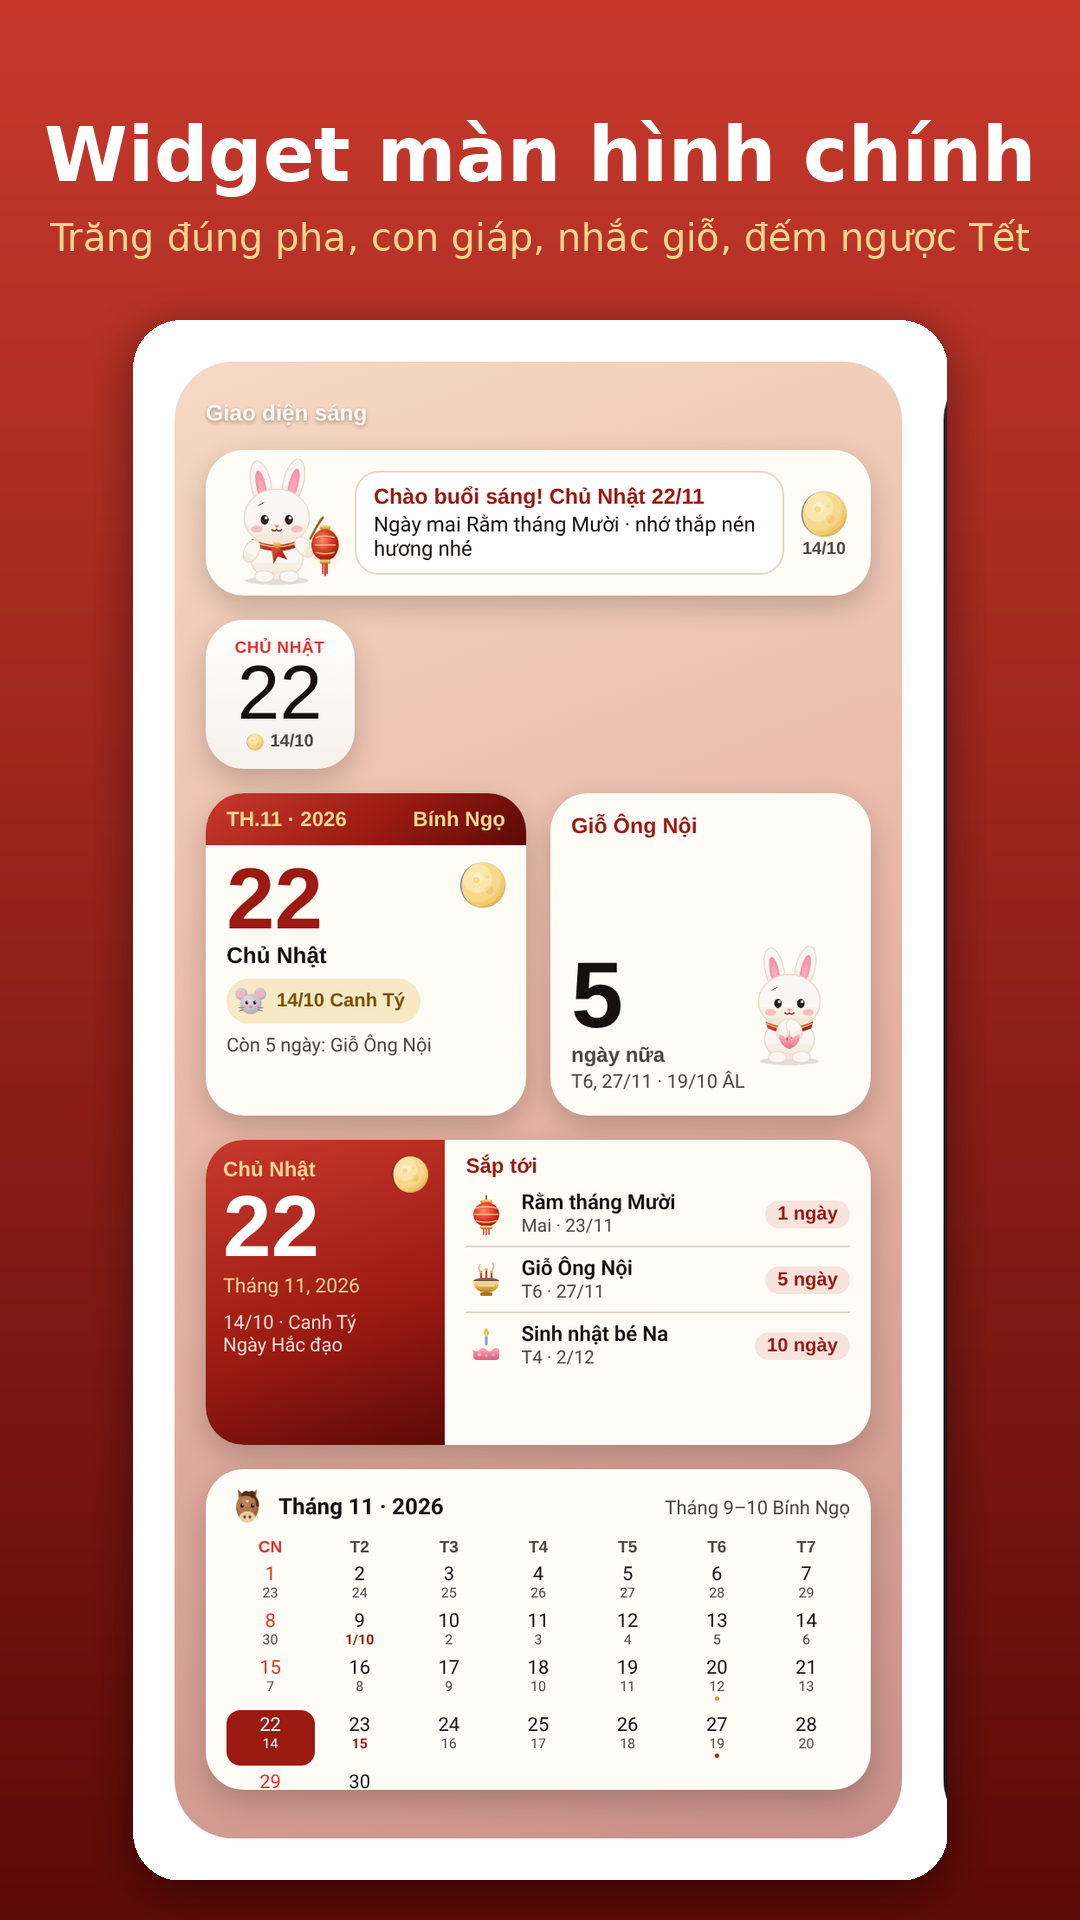 Widget màn hình chính
Trăng đúng pha, con giáp, nhắc giỗ, đếm ngược Tết
Giao diện sáng
Chào buổi sáng! Chủ Nhật 22/11
Ngày mai Rằm tháng Mười · nhớ thắp nén
hương nhé
14/10
CHỦ NHẬT
22
14/10
TH.11 · 2026 Bính Ngọ
22
Chủ Nhật
14/10 Canh Tý
Còn 5 ngày: Giỗ Ông Nội
Giỗ Ông Nội
5
ngày nữa
T6, 27/11 · 19/10 ÂL
Chủ Nhật
22
Tháng 11, 2026
14/10 · Canh Tý
Ngày Hắc đạo
Sắp tới
Rằm tháng Mười
Mai · 23/11
1 ngày
Giỗ Ông Nội
T6 · 27/11
5 ngày
Sinh nhật bé Na
T4 · 2/12
10 ngày
Tháng 11 · 2026 Tháng 9–10 Bính Ngọ
CN T2 T3 T4 T5 T6 T7
1 2 3 4 5 6 7
23 24 25 26 27 28 29
8 9 10 11 12 13 14
30 1/10 2 3 4 5 6
15 16 17 18 19 20 21
7 8 9 10 11 12 13
22 23 24 25 26 27 28
14 15 16 17 18 19 20
29 30